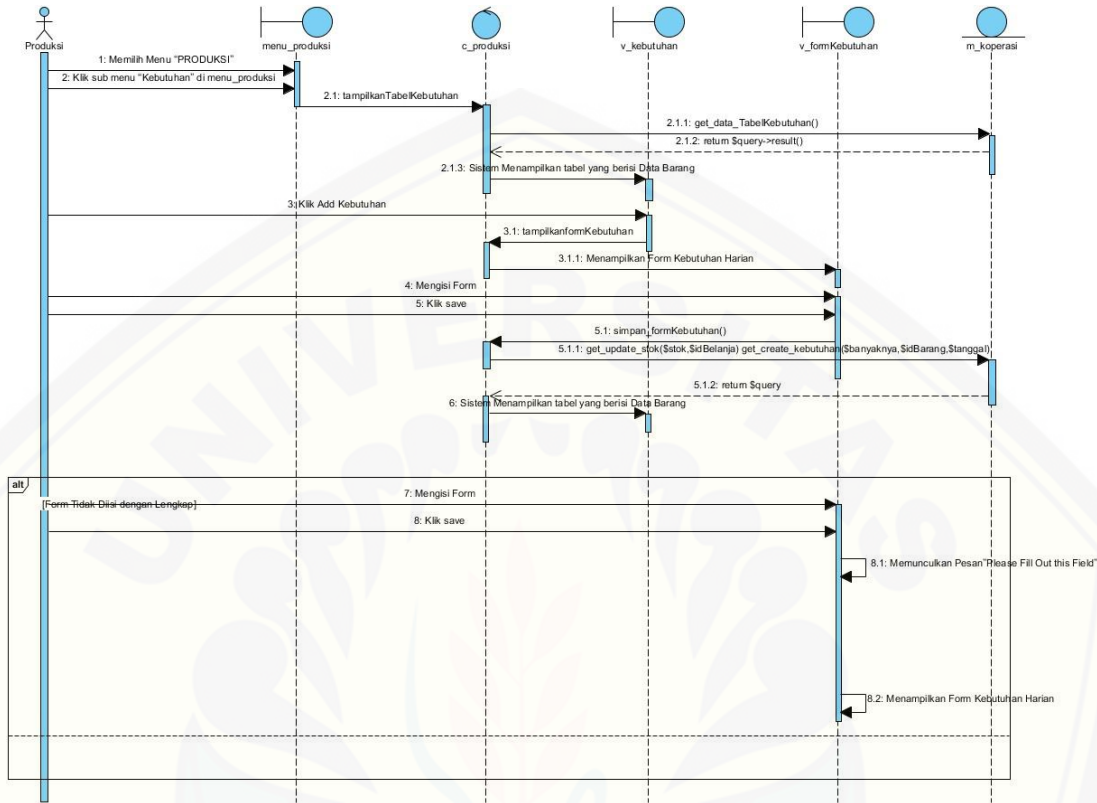 Produksi
menu_produksi
c_produksi
v_kebutuhan
v_formKebutuhan
m_koperasi
1: Memilih Menu "PRODUKSI"
2: Klik sub menu "Kebutuhan" di menu_produksi
2.1: tampilkanTabelKebutuhan
2.1.1: get_data_TabelKebutuhan()
2.1.2: return $query->result()
2.1.3: Sistem Menampilkan tabel yang berisi Data Barang
3: Klik Add Kebutuhan
3.1: tampilkanformKebutuhan
3.1.1: Menampilkan Form Kebutuhan Harian
4: Mengisi Form
5: Klik save
5.1: simpan_formKebutuhan()
5.1.1: get_update_stok($stok,$idBelanja) get_create_kebutuhan($banyaknya,$idBarang,$tanggal)
5.1.2: return $query
6: Sistem Menampilkan tabel yang berisi Data Barang
alt
7: Mengisi Form
[Form Tidak Diisi dengan Lengkap]
8: Klik save
8.1: Memunculkan Pesan"Please Fill Out this Field"
8.2: Menampilkan Form Kebutuhan Harian
UNIVERSITAS